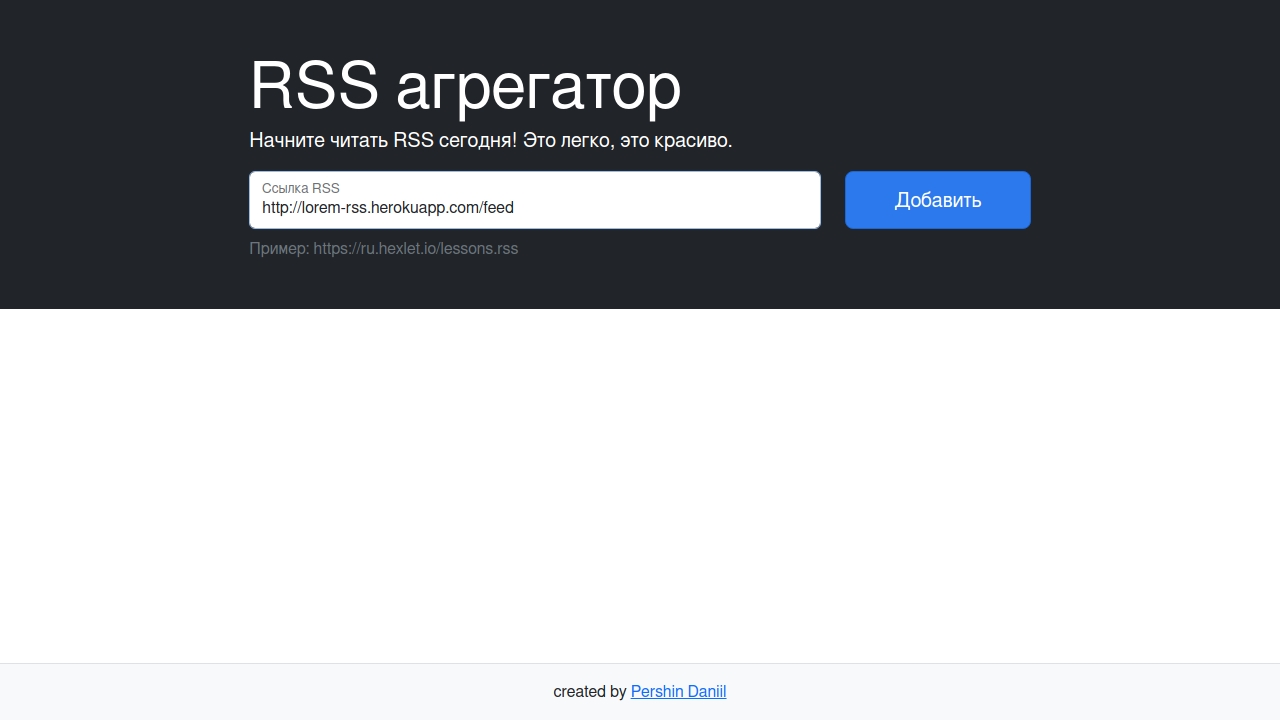 RSS агрегатор
Начните читать RSS сегодня! Это легко, это красиво.
Ссылка RSS
http://lorem-rss.herokuapp.com/feed
Добавить
Пример: https://ru.hexlet.io/lessons.rss
created by Pershin Daniil